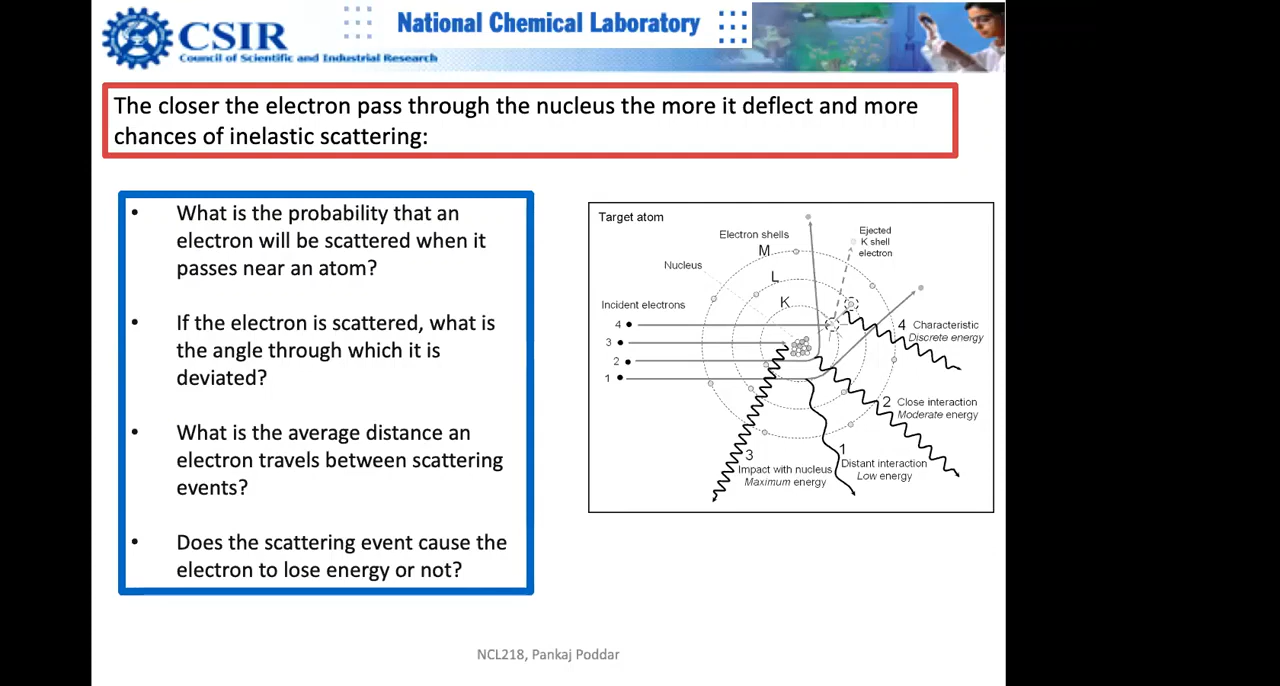 CSIR
Council of Scientific and Industrial Research
National Chemical Laboratory
The closer the electron pass through the nucleus the more it deflect and more
chances of inelastic scattering:
• What is the probability that an
electron will be scattered when it
passes near an atom?
• If the electron is scattered, what is
the angle through which it is
deviated?
• What is the average distance an
electron travels between scattering
events?
• Does the scattering event cause the
electron to lose energy or not?
Target atom
Electron shells
M
L
K
Nucleus
Ejected
K shell
electron
Incident electrons
4
3
2
1
4 Characteristic
Discrete energy
2 Close interaction
Moderate energy
3
Impact with nucleus
Maximum energy
1
Distant interaction
Low energy
NCL218, Pankaj Poddar